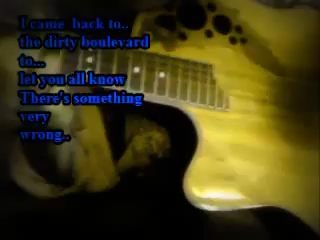 I came back to..
the dirty boulevard
to...
let you all know
There's something
very
wrong..